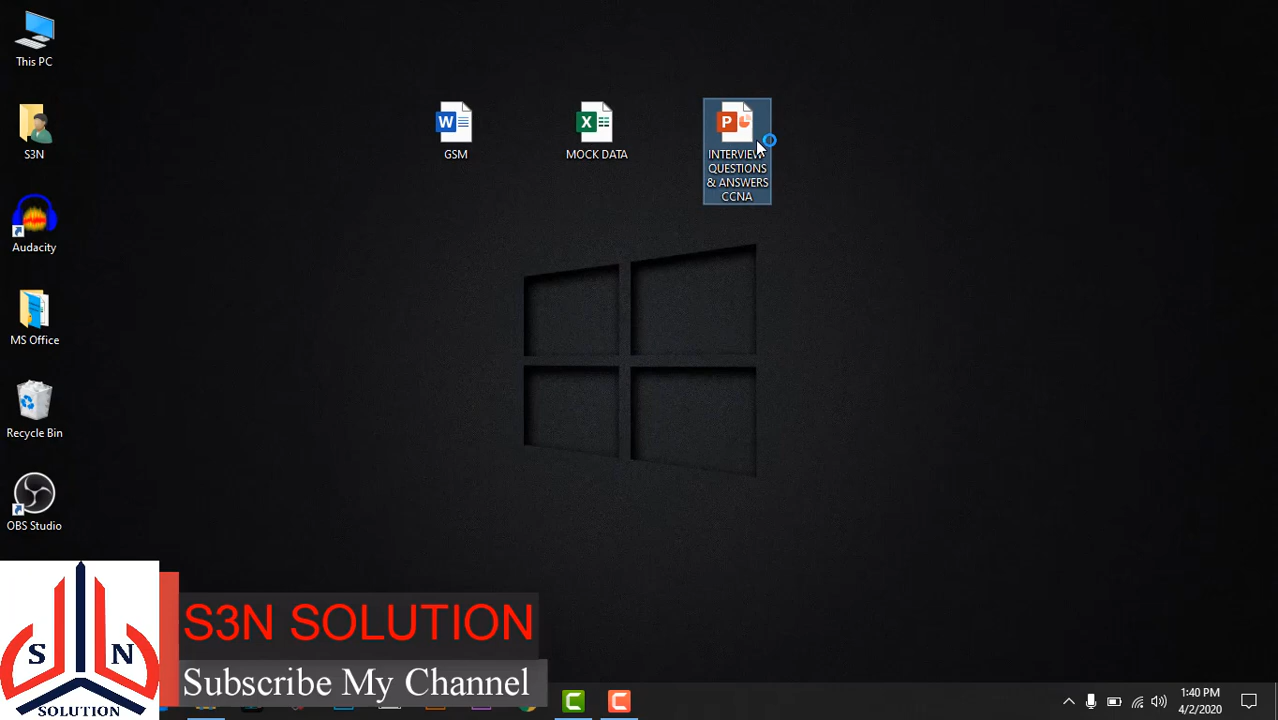 This PC
S3N
Audacity
MS Office
Recycle Bin
OBS Studio
GSM
MOCK DATA
INTERVIEW
QUESTIONS
& ANSWERS
CCNA
W
X
P
S N
SOLUTION
S3N SOLUTION
Subscribe My Channel
C
C
1:40 PM
4/2/2020